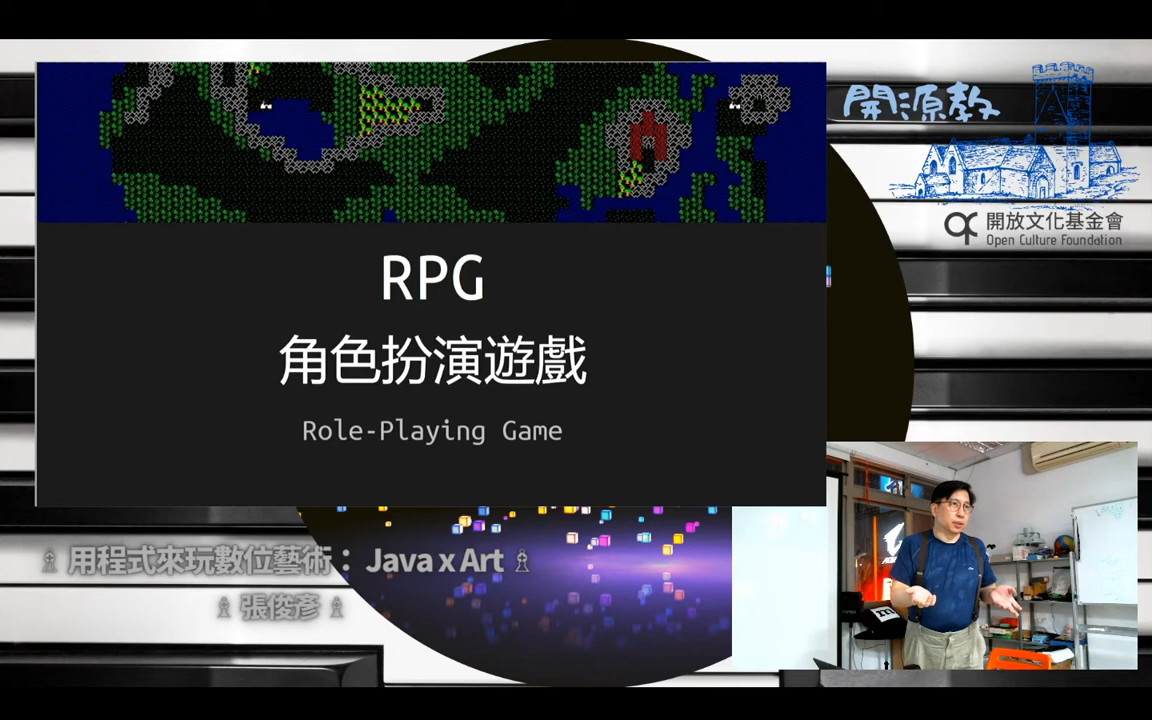 RPG
角色扮演遊戲
Role-Playing Game
開源教
開放文化基金會
Open Culture Foundation
用程式來玩數位藝術： Java x Art
張俊彥